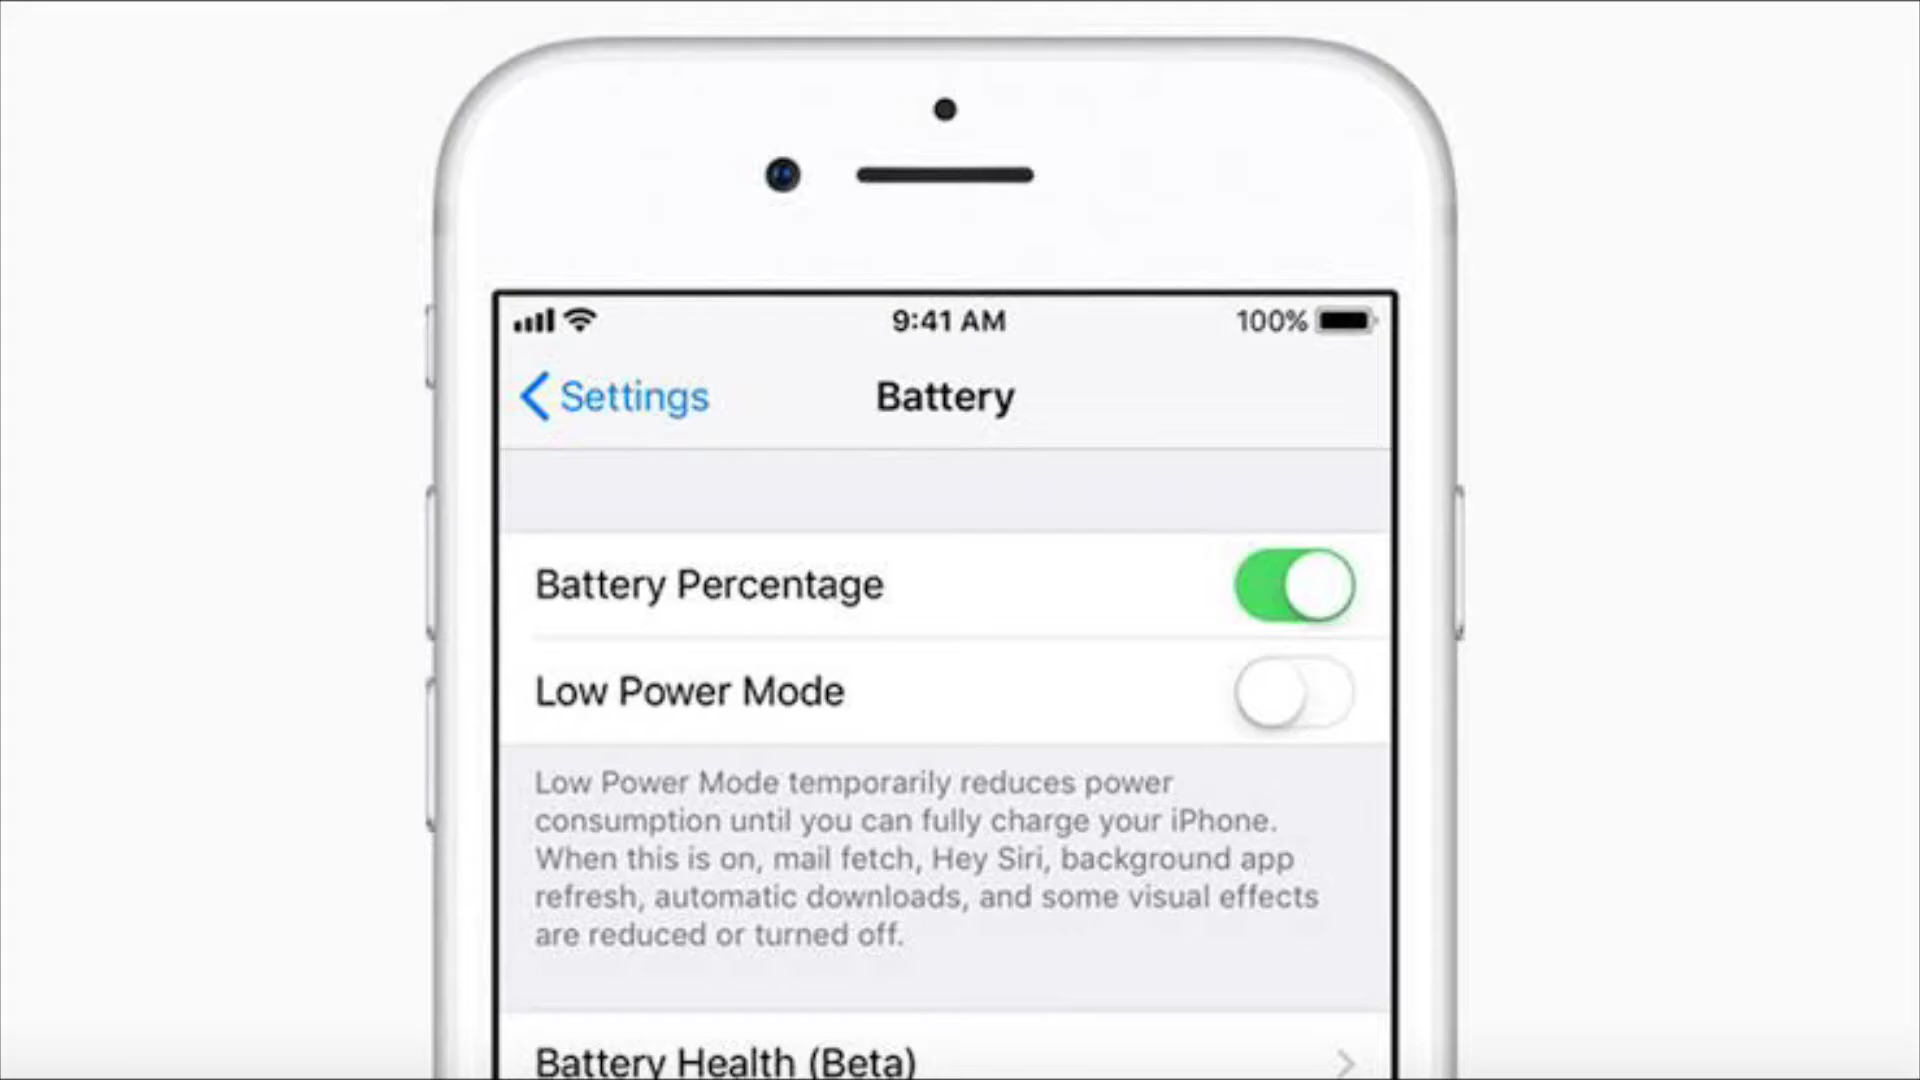 9:41 AM
100%
Settings
Battery
Battery Percentage
Low Power Mode
Low Power Mode temporarily reduces power
consumption until you can fully charge your iPhone.
When this is on, mail fetch, Hey Siri, background app
refresh, automatic downloads, and some visual effects
are reduced or turned off.
Battery Health (Beta)